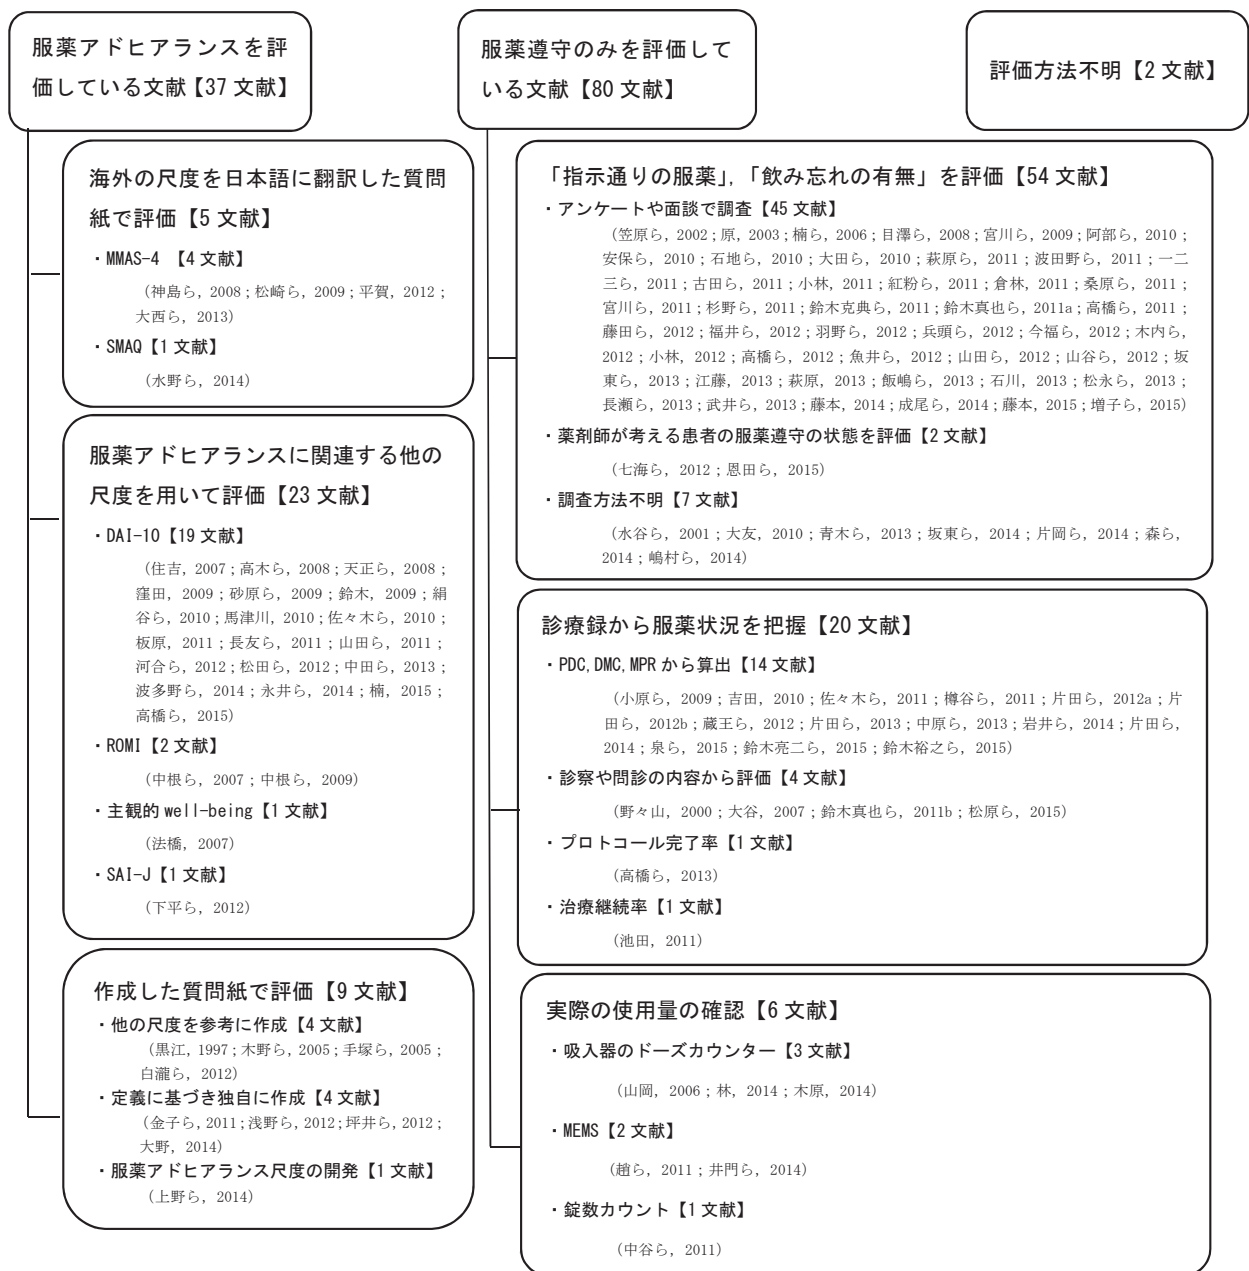 服薬アドヒアランスを評
価している文献【37 文献】
海外の尺度を日本語に翻訳した質問
紙で評価【5 文献】
・MMAS-4 【4 文献】
(神島ら, 2008；松崎ら, 2009；平賀, 2012；
大西ら, 2013)
・SMAQ【1 文献】
(水野ら, 2014)
服薬アドヒアランスに関連する他の
尺度を用いて評価【23 文献】
・DAI-10【19 文献】
(住吉, 2007；高木ら, 2008；天正ら, 2008；
窪田, 2009；砂原ら, 2009；鈴木, 2009；絹
谷ら, 2010；馬津川, 2010；佐々木ら, 2010；
板原, 2011；長友ら, 2011；山田ら, 2011；
河合ら, 2012；松田ら, 2012；中田ら, 2013；
波多野ら, 2014；永井ら, 2014；楠, 2015；
高橋ら, 2015)
・ROMI【2 文献】
(中根ら, 2007；中根ら, 2009)
・主観的 well-being【1 文献】
(法橋, 2007)
・SAI-J【1 文献】
(下平ら, 2012)
作成した質問紙で評価【9 文献】
・他の尺度を参考に作成【4 文献】
(黒江, 1997；木野ら, 2005；手塚ら, 2005；
白瀧ら, 2012)
・定義に基づき独自に作成【4 文献】
(金子ら, 2011；浅野ら, 2012；坪井ら, 2012；
大野, 2014)
・服薬アドヒアランス尺度の開発【1 文献】
(上野ら, 2014)
服薬遵守のみを評価して
いる文献【80 文献】
「指示通りの服薬」,「飲み忘れの有無」を評価【54 文献】
・アンケートや面談で調査【45 文献】
(笠原ら, 2002；原, 2003；楠ら, 2006；目澤ら, 2008；宮川ら, 2009；阿部ら, 2010；
安保ら, 2010；石地ら, 2010；大田ら, 2010；萩原ら, 2011；波田野ら, 2011；一二
三ら, 2011；古田ら, 2011；小林, 2011；紅粉ら, 2011；倉林, 2011；桑原ら, 2011；
宮川ら, 2011；杉野ら, 2011；鈴木克典ら, 2011；鈴木真也ら, 2011a；高橋ら, 2011；
藤田ら, 2012；福井ら, 2012；羽野ら, 2012；兵頭ら, 2012；今福ら, 2012；木内ら,
2012；小林, 2012；高橋ら, 2012；魚井ら, 2012；山田ら, 2012；山谷ら, 2012；坂
東ら, 2013；江藤, 2013；萩原, 2013；飯嶋ら, 2013；石川, 2013；松永ら, 2013；
長瀬ら, 2013；武井ら, 2013；藤本, 2014；成尾ら, 2014；藤本, 2015；増子ら, 2015)
・薬剤師が考える患者の服薬遵守の状態を評価【2 文献】
(七海ら, 2012；恩田ら, 2015)
・調査方法不明【7 文献】
(水谷ら, 2001；大友, 2010；青木ら, 2013；坂東ら, 2014；片岡ら, 2014；森ら,
2014；嶋村ら, 2014)
診療録から服薬状況を把握【20 文献】
・PDC, DMC, MPR から算出【14 文献】
(小原ら, 2009；吉田, 2010；佐々木ら, 2011；樽谷ら, 2011；片田ら, 2012a；片
田ら, 2012b；蔵王ら, 2012；片田ら, 2013；中原ら, 2013；岩井ら, 2014；片田ら,
2014；泉ら, 2015；鈴木亮二ら, 2015；鈴木裕之ら, 2015)
・診察や問診の内容から評価【4 文献】
(野々山, 2000；大谷, 2007；鈴木真也ら, 2011b；松原ら, 2015)
・プロトコール完了率【1 文献】
(高橋ら, 2013)
・治療継続率【1 文献】
(池田, 2011)
実際の使用量の確認【6 文献】
・吸入器のドーズカウンター【3 文献】
(山岡, 2006；林, 2014；木原, 2014)
・MEMS【2 文献】
(趙ら, 2011；井門ら, 2014)
・錠数カウント【1 文献】
(中谷ら, 2011)
評価方法不明【2 文献】